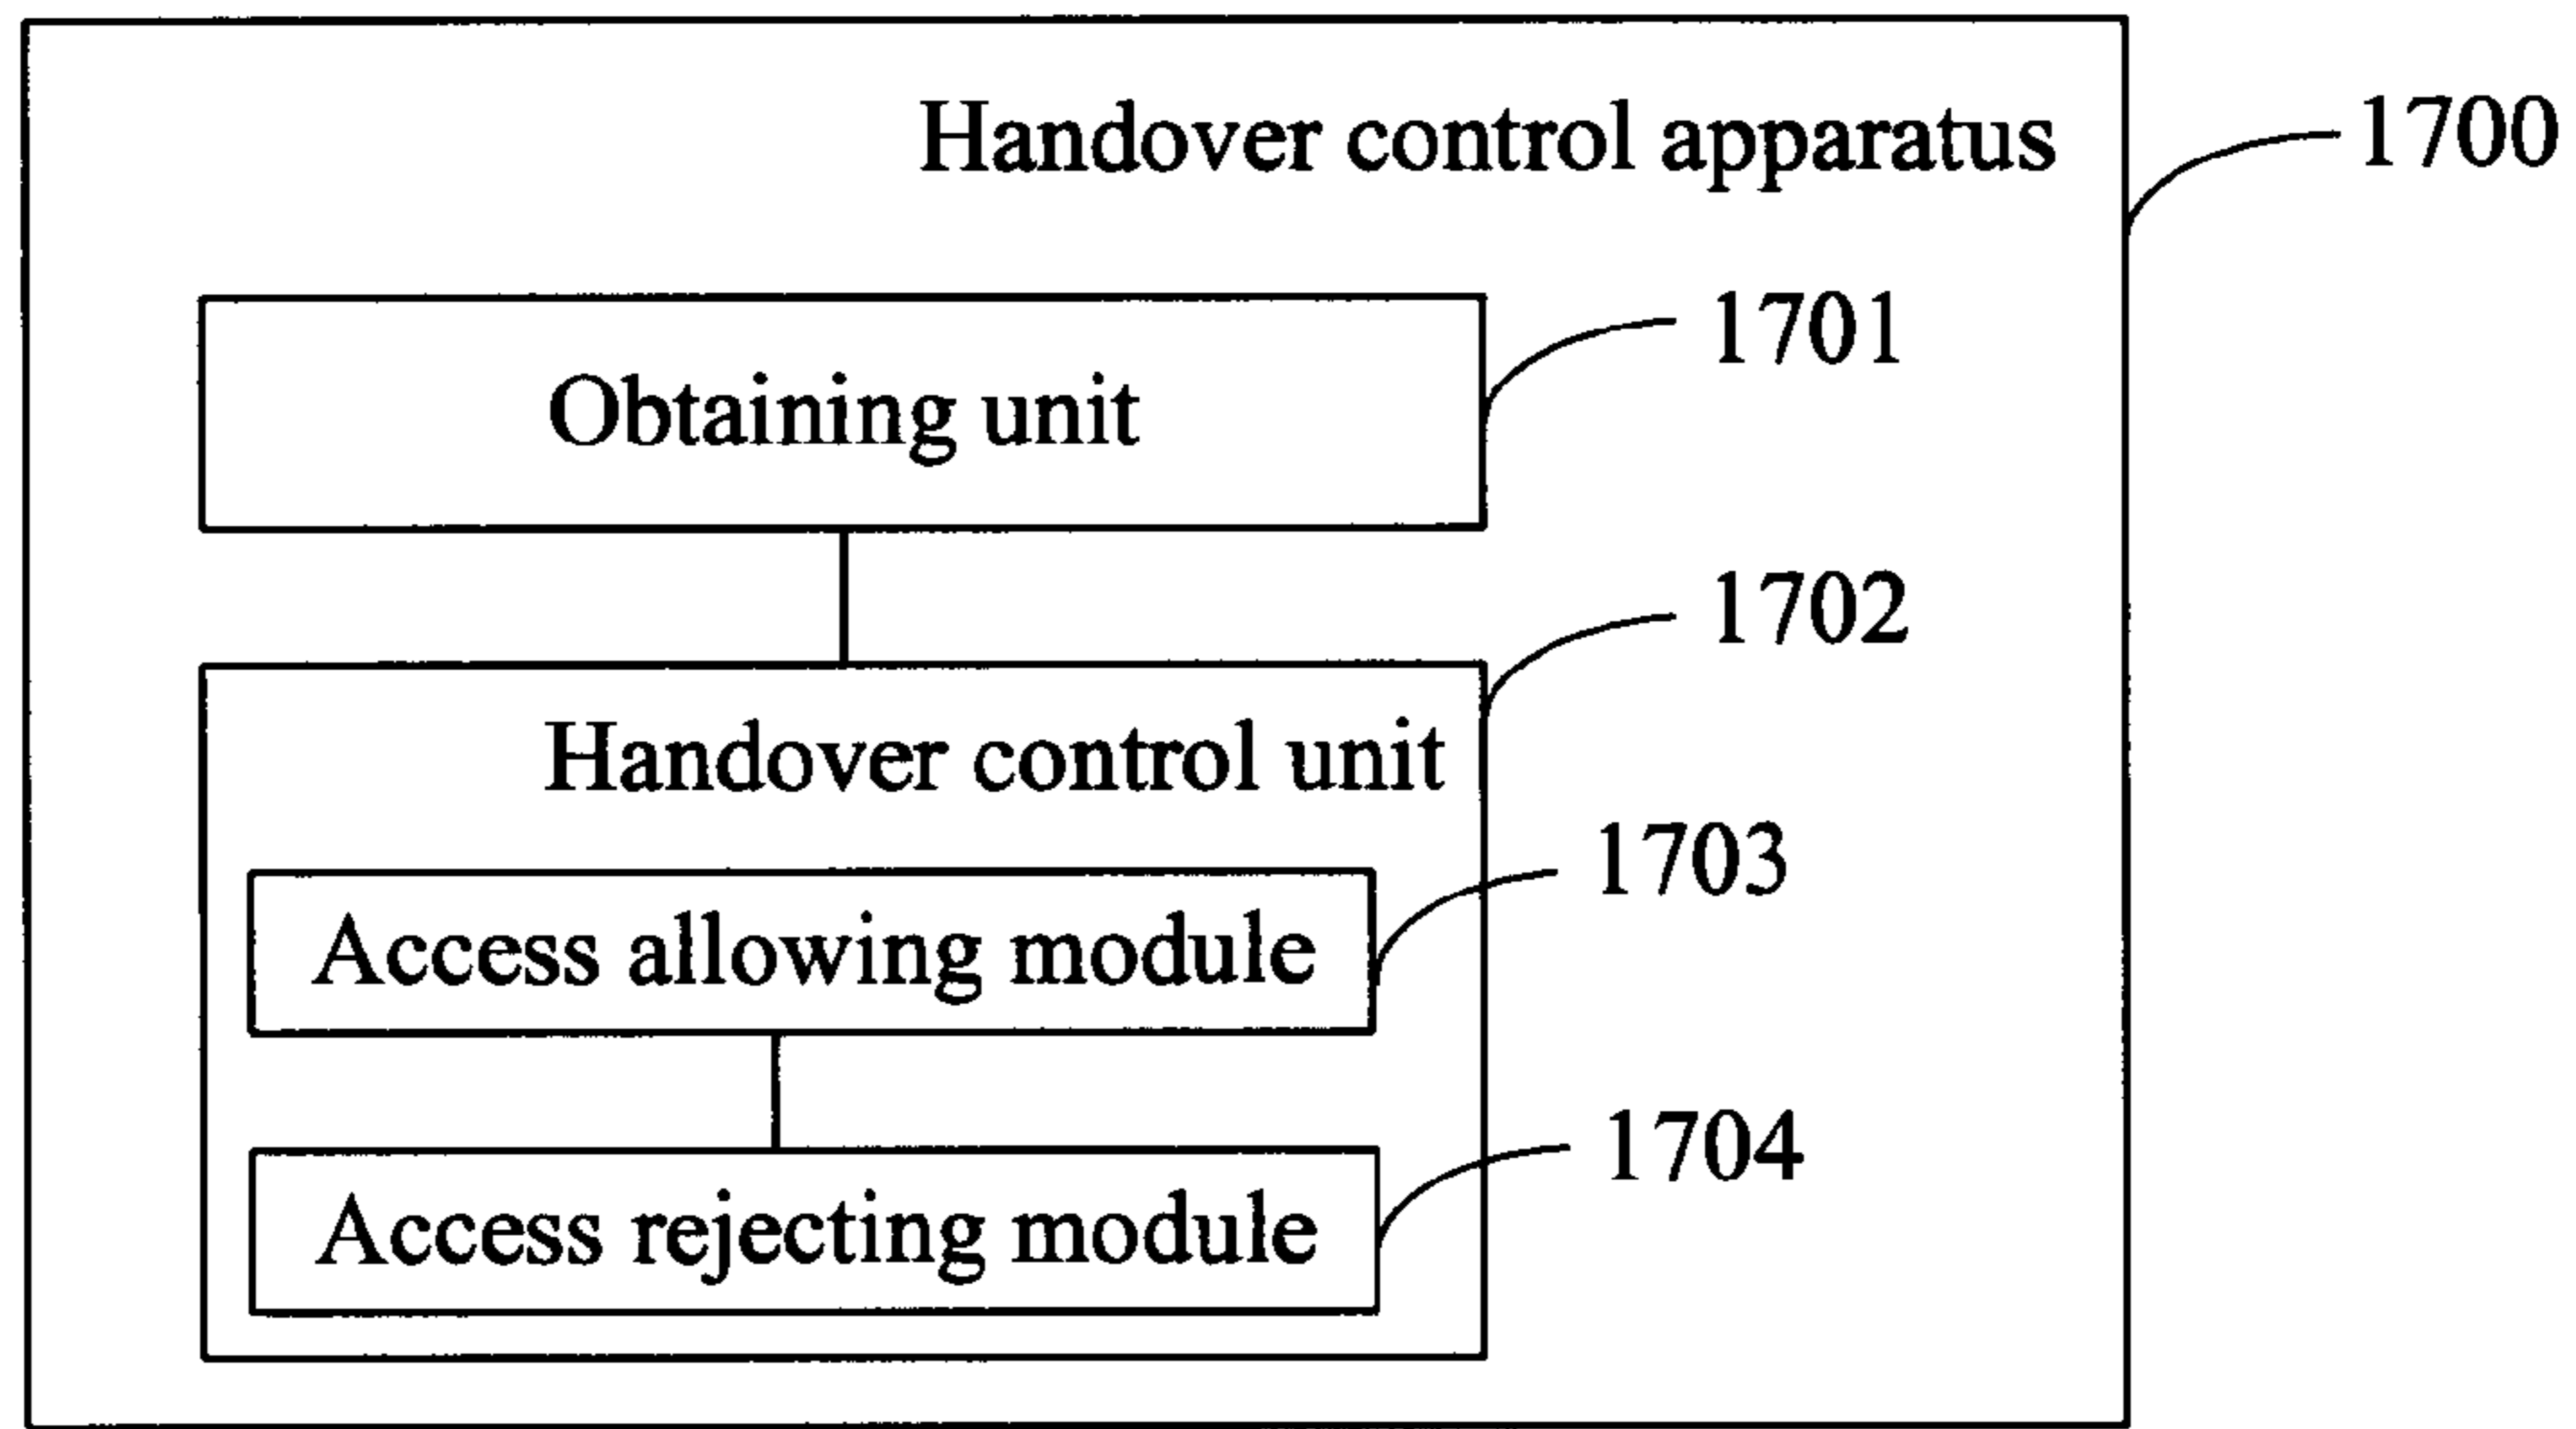 Handover control apparatus
1700
1701
Obtaining unit
1702
Handover control unit
1703
Access allowing module
1704
Access rejecting module